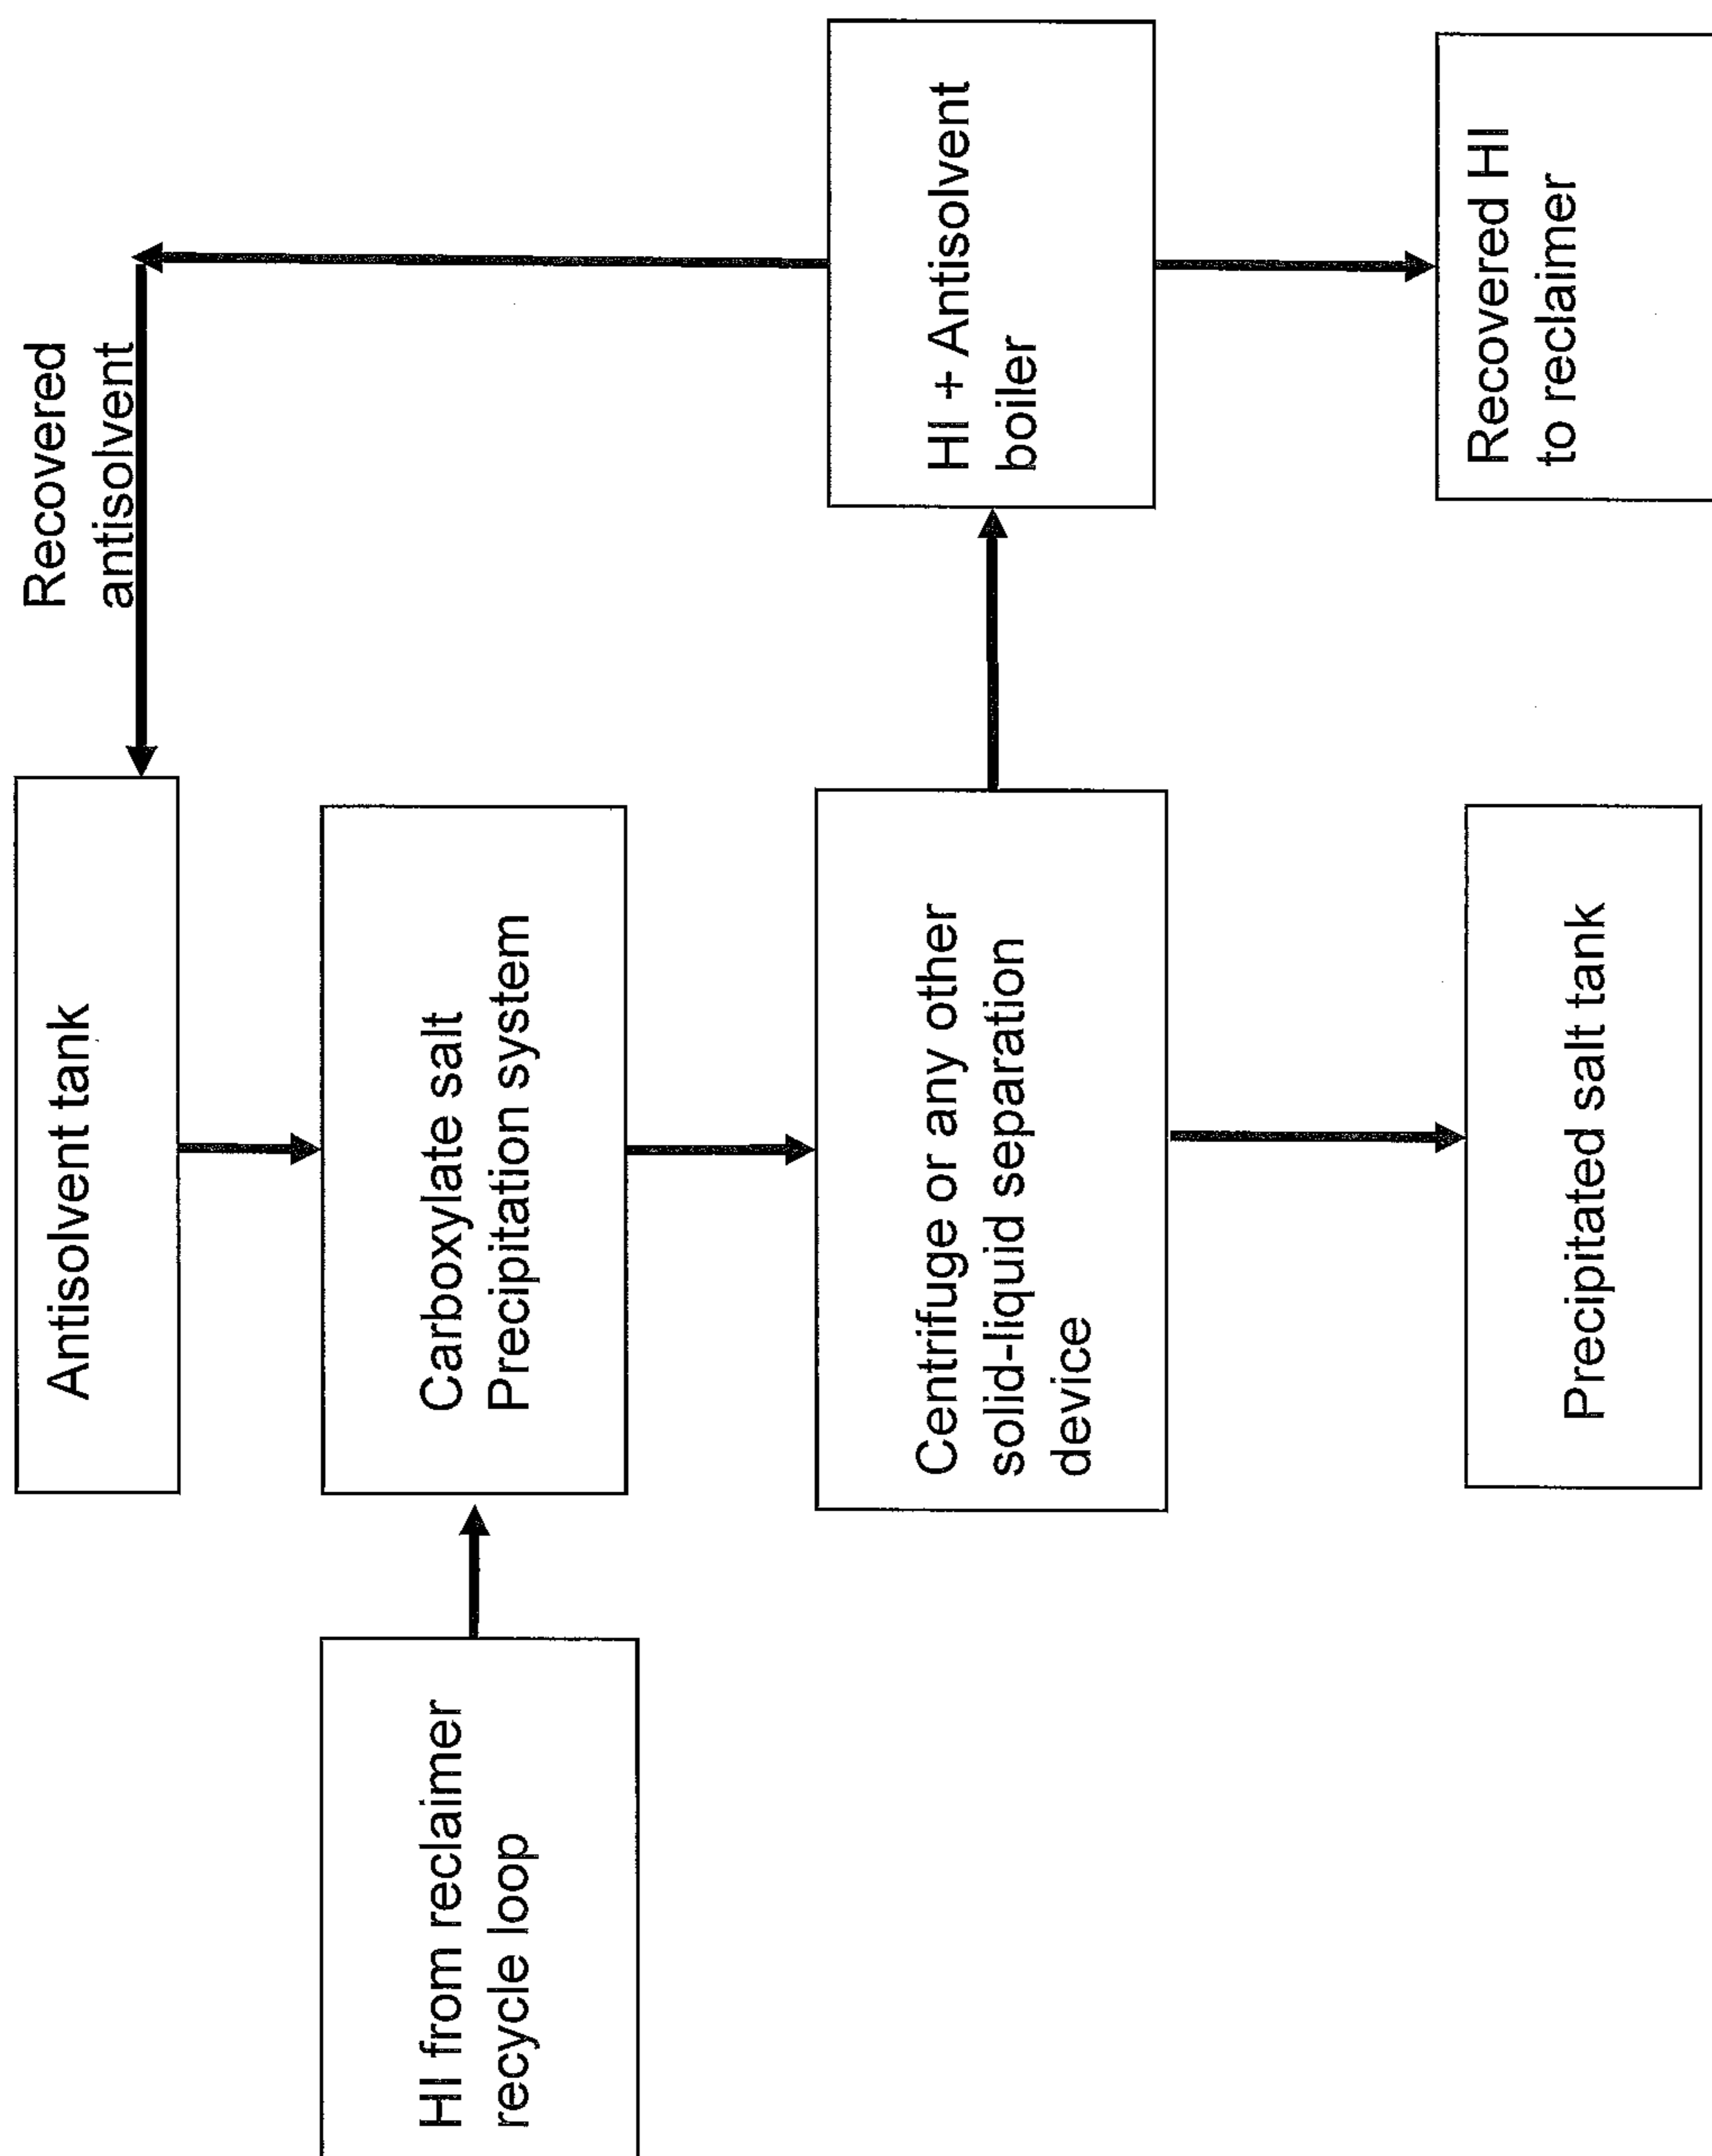 Antisolvent tank
Recovered
antisolvent
HI from reclaimer
recycle loop
Carboxylate salt
Precipitation system
Centrifuge or any other
solid-liquid separation
device
HI + Antisolvent
boiler
Precipitated salt tank
Recovered HI
to reclaimer